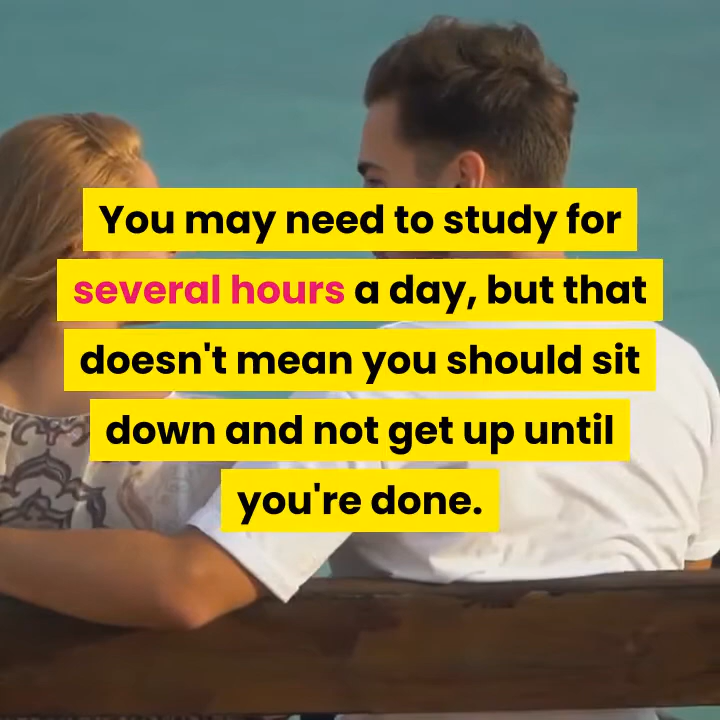 You may need to study for
several hours a day, but that
doesn't mean you should sit
down and not get up until
you're done.